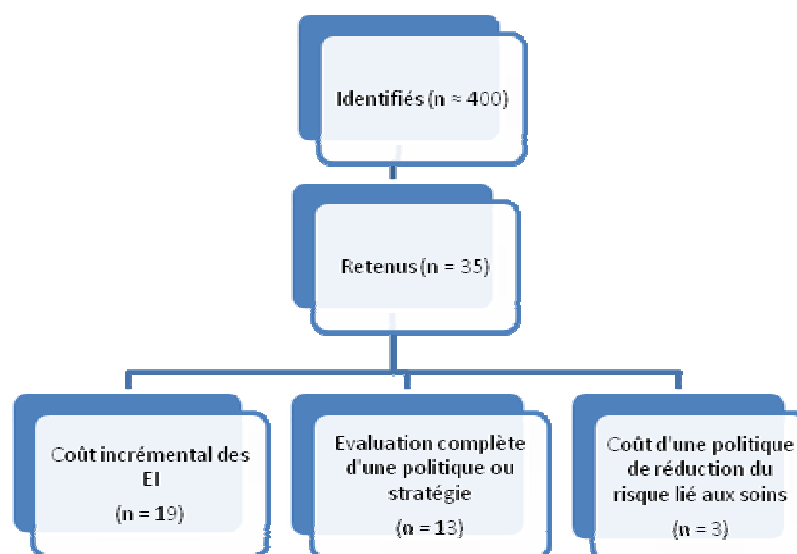 Identifiés (n ≈ 400)
Retenus (n = 35)
Coût incrémental des
EI
(n = 19)
Evaluation complète
d'une politique ou
stratégie
(n = 13)
Coût d'une politique
de réduction du
risque lié aux soins
(n = 3)